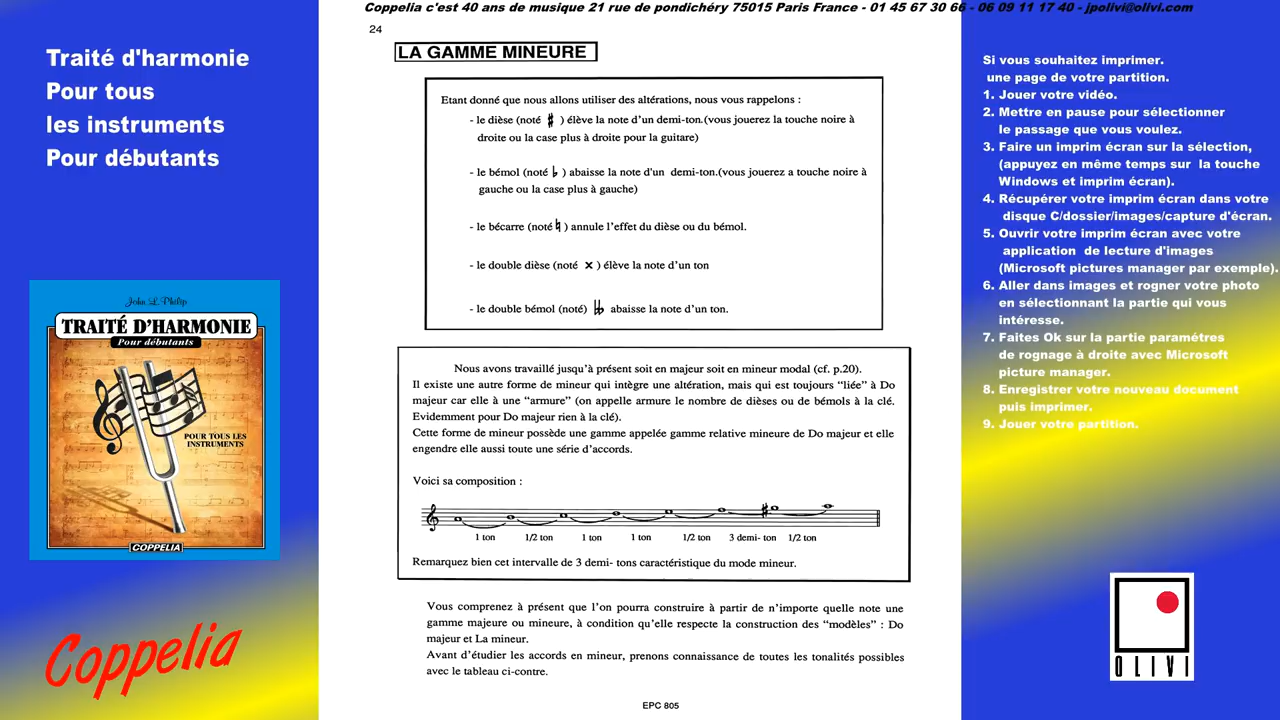 Coppelia c'est 40 ans de musique 21 rue de pondichéry 75015 Paris France - 01 45 67 30 66 - 06 09 11 17 40 - jpolivi@olivi.com
Traité d'harmonie
Pour tous
les instruments
Pour débutants
John L. Philip
TRAITÉ D'HARMONIE
Pour débutants
POUR TOUS LES
INSTRUMENTS
COPPELIA
Coppelia
24
LA GAMME MINEURE
Etant donné que nous allons utiliser des altérations, nous vous rappelons :
- le dièse (noté ♯ ) élève la note d'un demi-ton.(vous jouerez la touche noire à
droite ou la case plus à droite pour la guitare)
- le bémol (noté ♭ ) abaisse la note d'un demi-ton.(vous jouerez a touche noire à
gauche ou la case plus à gauche)
- le bécarre (noté ♮ ) annule l'effet du dièse ou du bémol.
- le double dièse (noté × ) élève la note d'un ton
- le double bémol (noté) ♭♭ abaisse la note d'un ton.
Nous avons travaillé jusqu'à présent soit en majeur soit en mineur modal (cf. p.20).
Il existe une autre forme de mineur qui intègre une altération, mais qui est toujours "liée" à Do
majeur car elle à une "armure" (on appelle armure le nombre de dièses ou de bémols à la clé.
Evidemment pour Do majeur rien à la clé).
Cette forme de mineur possède une gamme appelée gamme relative mineure de Do majeur et elle
engendre elle aussi toute une série d'accords.
Voici sa composition :
1 ton 1/2 ton 1 ton 1 ton 1/2 ton 3 demi- ton 1/2 ton
Remarquez bien cet intervalle de 3 demi- tons caractéristique du mode mineur.
Vous comprenez à présent que l'on pourra construire à partir de n'importe quelle note une
gamme majeure ou mineure, à condition qu'elle respecte la construction des "modèles" : Do
majeur et La mineur.
Avant d'étudier les accords en mineur, prenons connaissance de toutes les tonalités possibles
avec le tableau ci-contre.
EPC 805
Si vous souhaitez imprimer.
une page de votre partition.
1. Jouer votre vidéo.
2. Mettre en pause pour sélectionner
le passage que vous voulez.
3. Faire un imprim écran sur la sélection,
(appuyez en même temps sur la touche
Windows et imprim écran).
4. Récupérer votre imprim écran dans votre
disque C/dossier/images/capture d'écran.
5. Ouvrir votre imprim écran avec votre
application de lecture d'images
(Microsoft pictures manager par exemple).
6. Aller dans images et rogner votre photo
en sélectionnant la partie qui vous
intéresse.
7. Faites Ok sur la partie paramétres
de rognage à droite avec Microsoft
picture manager.
8. Enregistrer votre nouveau document
puis imprimer.
9. Jouer votre partition.
OLIVI